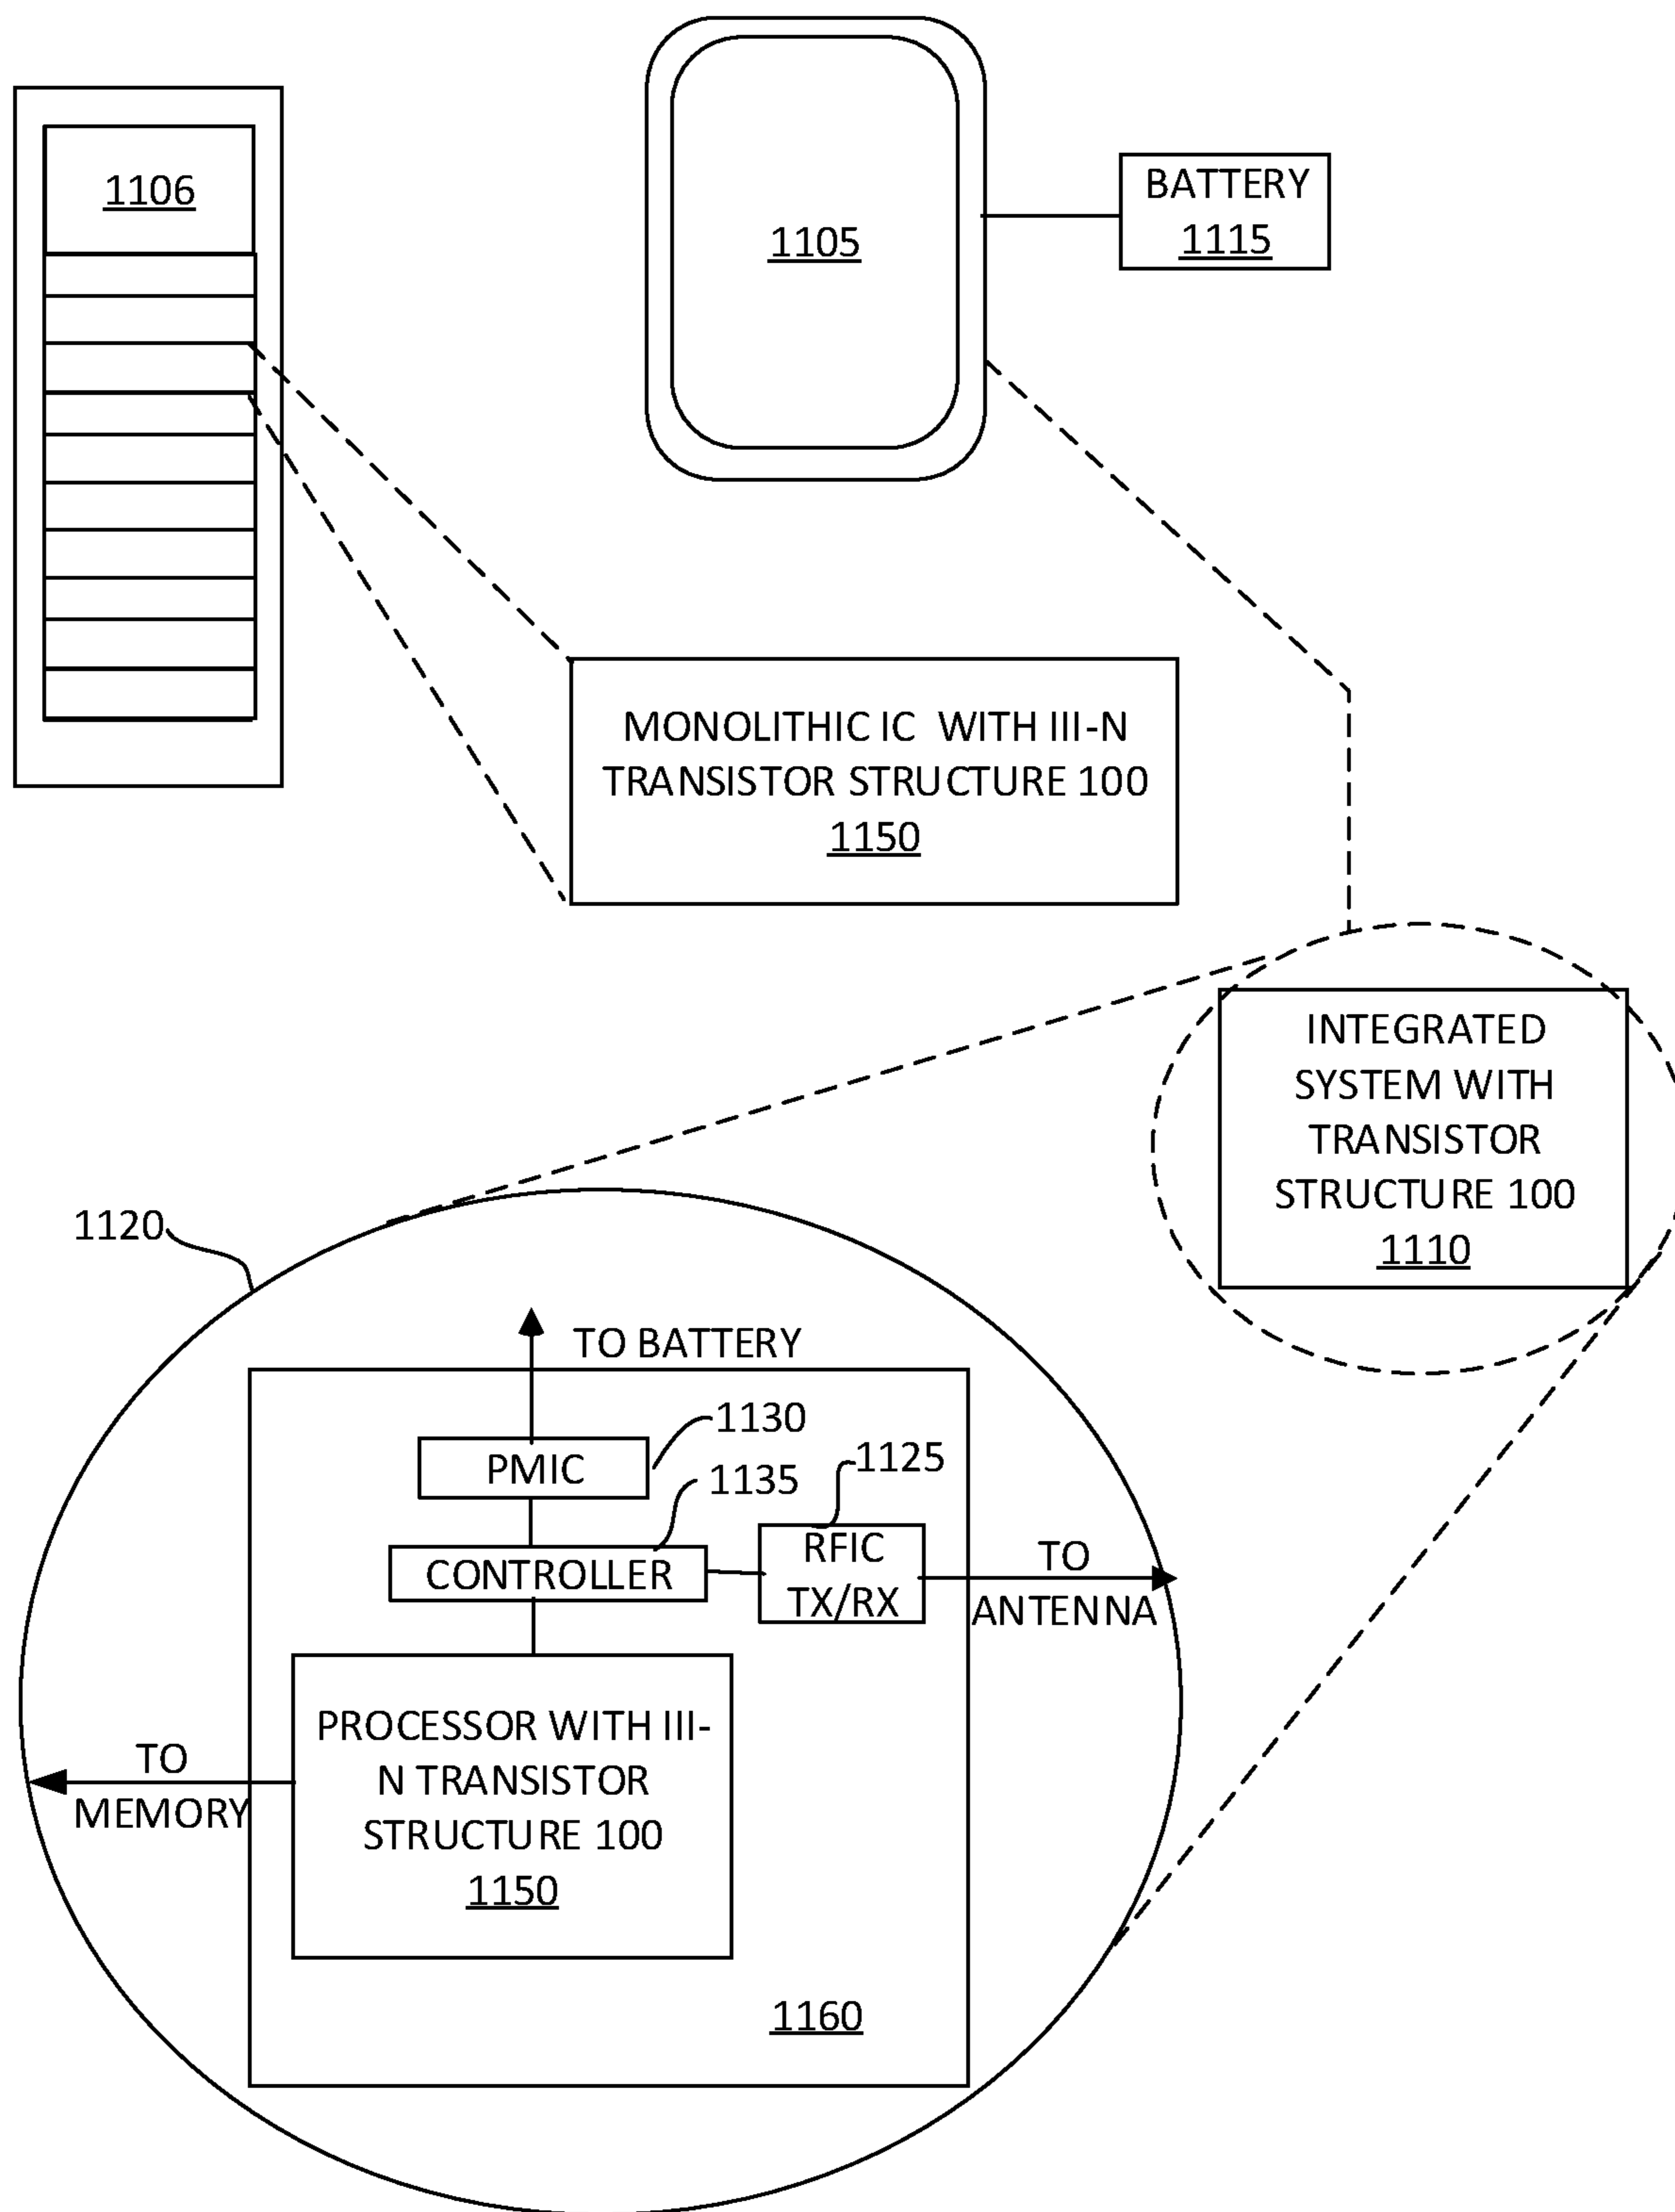 1106
1105
BATTERY
1115
MONOLITHIC IC WITH III-N
TRANSISTOR STRUCTURE 100
1150
INTEGRATED
SYSTEM WITH
TRANSISTOR
STRUCTURE 100
1110
1120
TO BATTERY
1130
PMIC
1135
1125
CONTROLLER
RFIC
TX/RX
TO
ANTENNA
PROCESSOR WITH III-
N TRANSISTOR
STRUCTURE 100
1150
TO
MEMORY
1160